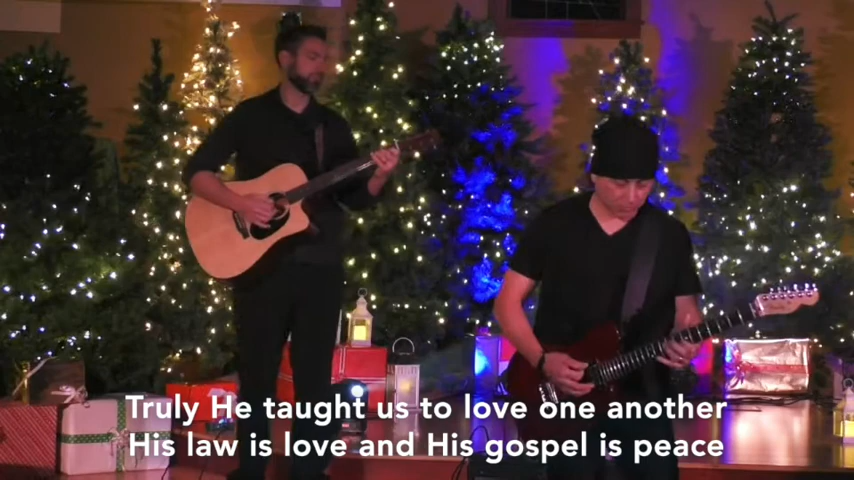 Truly He taught us to love one another
His law is love and His gospel is peace